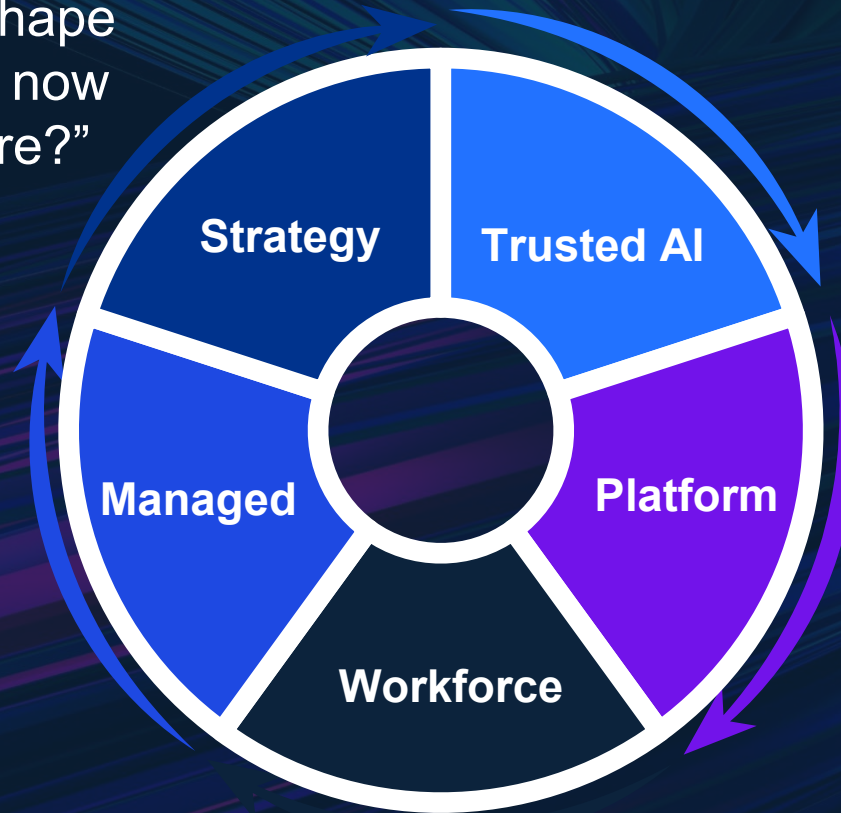 hape
now
re?”
Strategy
Trusted AI
Managed
Platform
Workforce